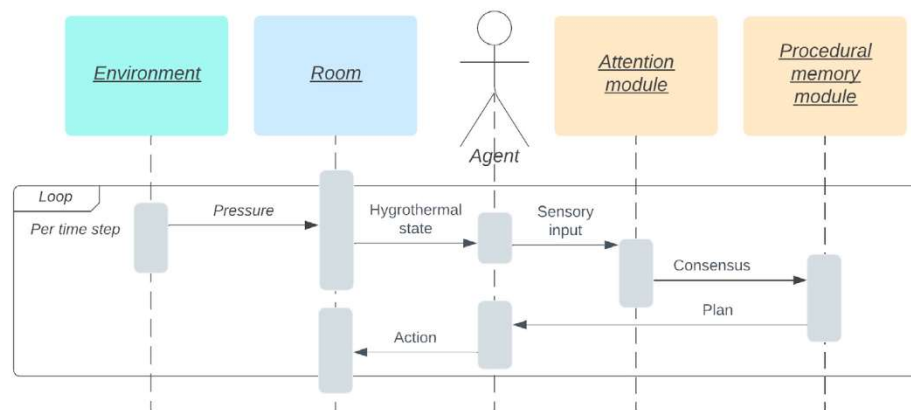 Environment
Room
Attention
module
Procedural
memory
module
Agent
Loop
Per time step
Pressure
Hygrothermal
state
Sensory
input
Consensus
Plan
Action